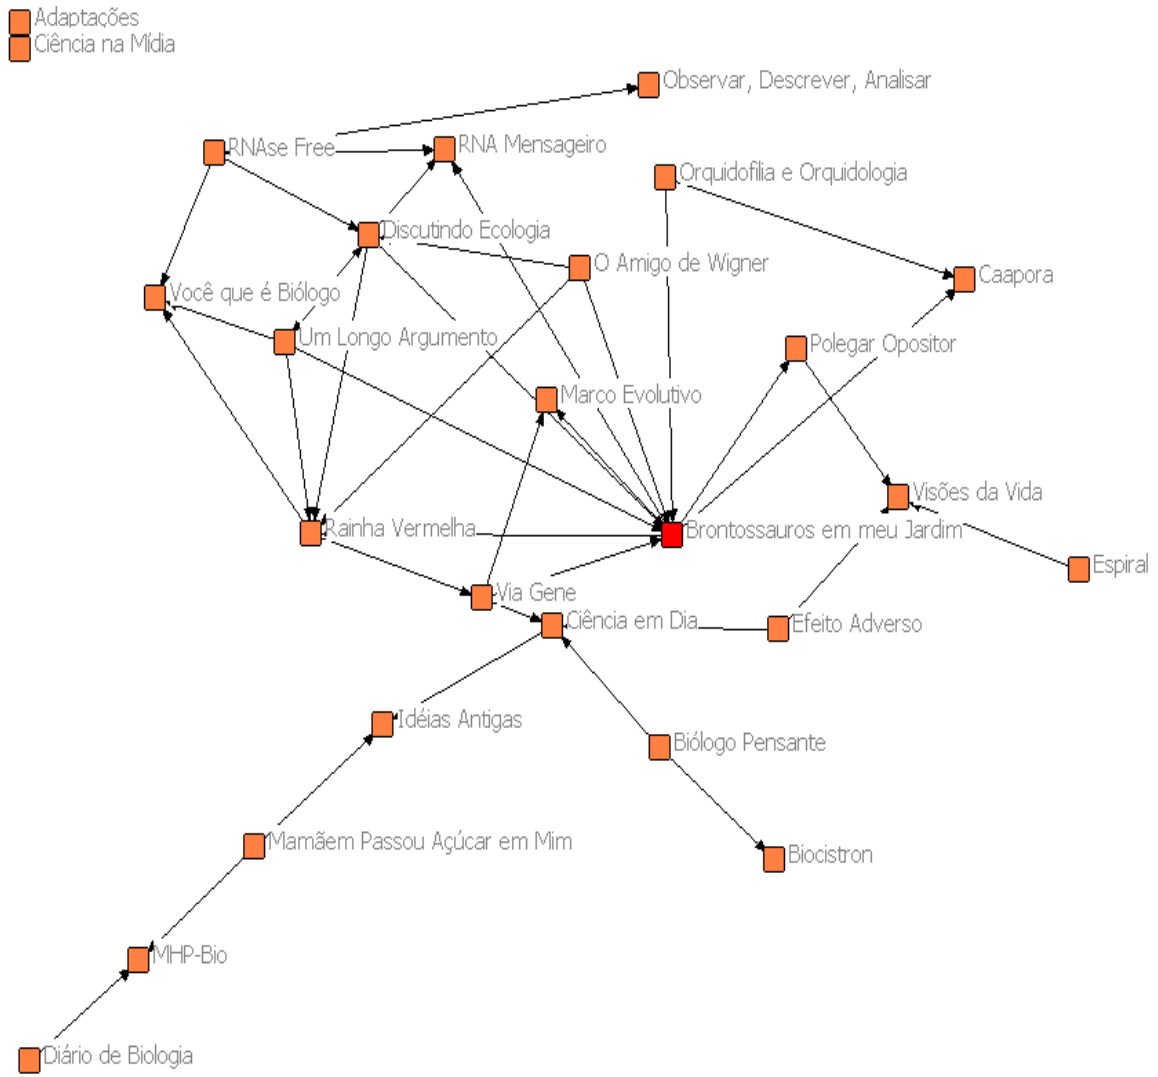 Adaptações
Ciência na Mídia
Observar, Descrever, Analisar
RNAse Free
RNA Mensageiro
Orquidofilia e Orquidologia
Discutindo Ecologia
O Amigo de Wigner
Caapora
Você que é Biólogo
Um Longo Argumento
Polegar Opositor
Marco Evolutivo
Visões da Vida
Rainha Vermelha
Brontossauros em meu Jardim
Espiral
Via Gene
Ciência em Dia
Efeito Adverso
Idéias Antigas
Biólogo Pensante
Mamãem Passou Açúcar em Mim
Biocistron
MHP-Bio
Diário de Biologia